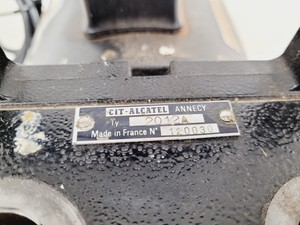 CIT-ALCATEL ANNECY
Ty. 2012A
Made in France N° 120030